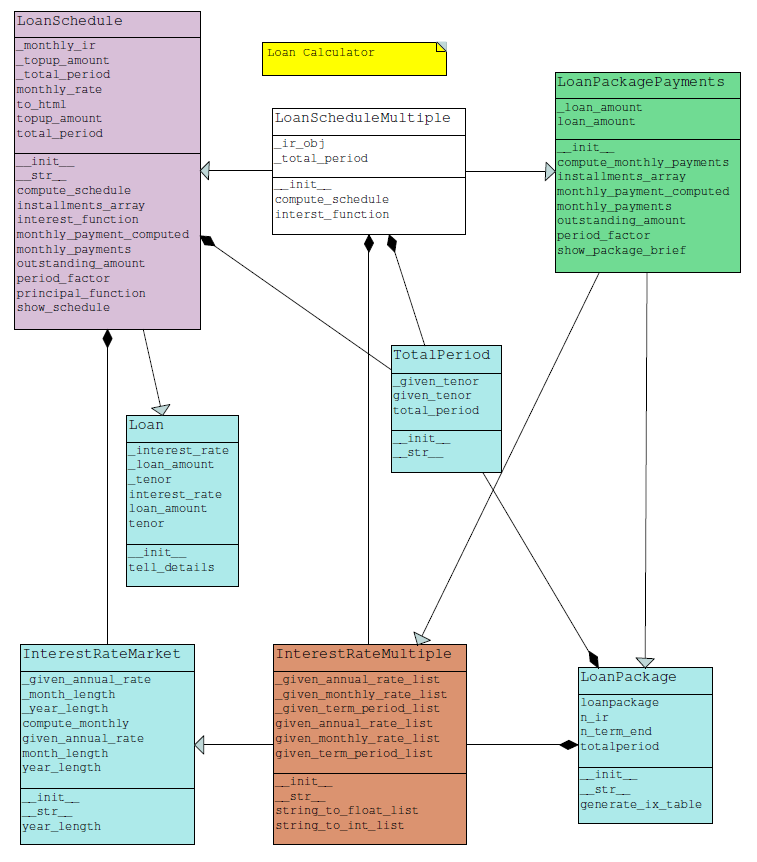 LoanSchedule
_monthly_ir
_topup_amount
_total_period
monthly_rate
to_html
topup_amount
total_period
__init__
__str__
compute_schedule
installments_array
interest_function
monthly_payment_computed
monthly_payments
outstanding_amount
period_factor
principal_function
show_schedule
Loan Calculator
LoanScheduleMultiple
_ir_obj
_total_period
__init__
compute_schedule
interst_function
LoanPackagePayments
_loan_amount
loan_amount
__init__
compute_monthly_payments
installments_array
monthly_payment_computed
monthly_payments
outstanding_amount
period_factor
show_package_brief
TotalPeriod
_given_tenor
given_tenor
total_period
__init__
__str__
Loan
_interest_rate
_loan_amount
_tenor
interest_rate
loan_amount
tenor
__init__
tell_details
InterestRateMarket
_given_annual_rate
_month_length
_year_length
compute_monthly
given_annual_rate
month_length
year_length
__init__
__str__
year_length
InterestRateMultiple
_given_annual_rate_list
_given_monthly_rate_list
_given_term_period_list
given_annual_rate_list
given_monthly_rate_list
given_term_period_list
__init__
__str__
string_to_float_list
string_to_int_list
LoanPackage
loanpackage
n_ir
n_term_end
totalperiod
__init__
__str__
generate_ix_table